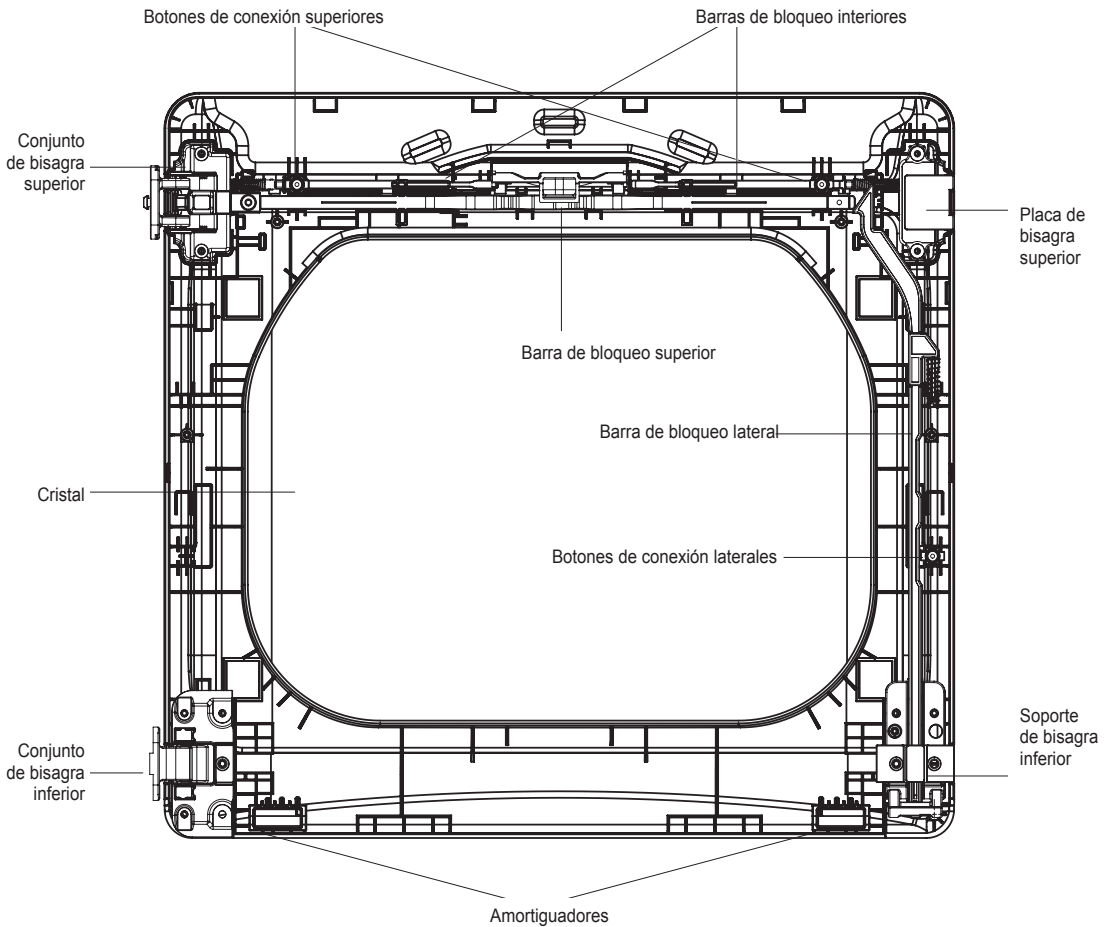 Botones de conexión superiores
Barras de bloqueo interiores
Conjunto
de bisagra
superior
Placa de
bisagra
superior
Barra de bloqueo superior
Barra de bloqueo lateral
Cristal
Botones de conexión laterales
Conjunto
de bisagra
inferior
Soporte
de bisagra
inferior
Amortiguadores